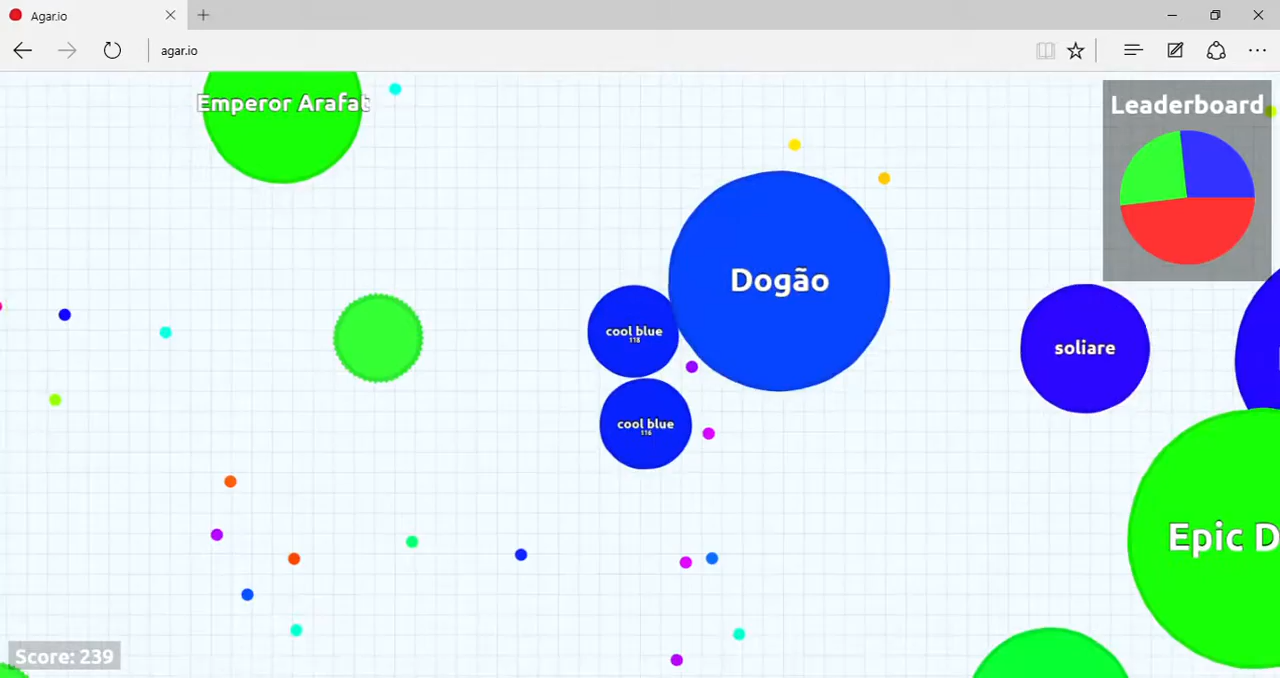 Agar.io
agar.io
Emperor Arafat
Leaderboard
Dogão
cool blue
118
soliare
cool blue
116
Epic D
Score: 239